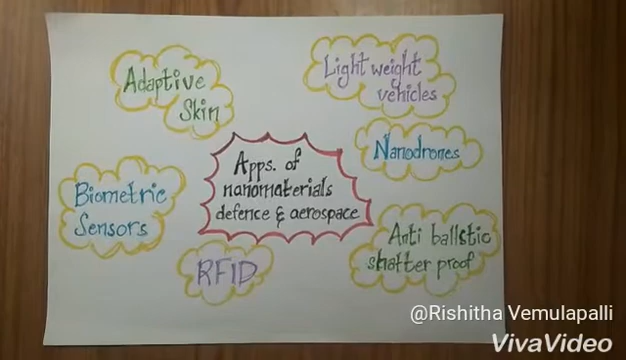 Adaptive
Skin
Light weight
vehicles
Nanodrones
Biometric
Sensors
Apps. of
nanomaterials
defence & aerospace
RFID
Anti ballstic
shatter proof
@Rishitha Vemulapalli
VivaVideo